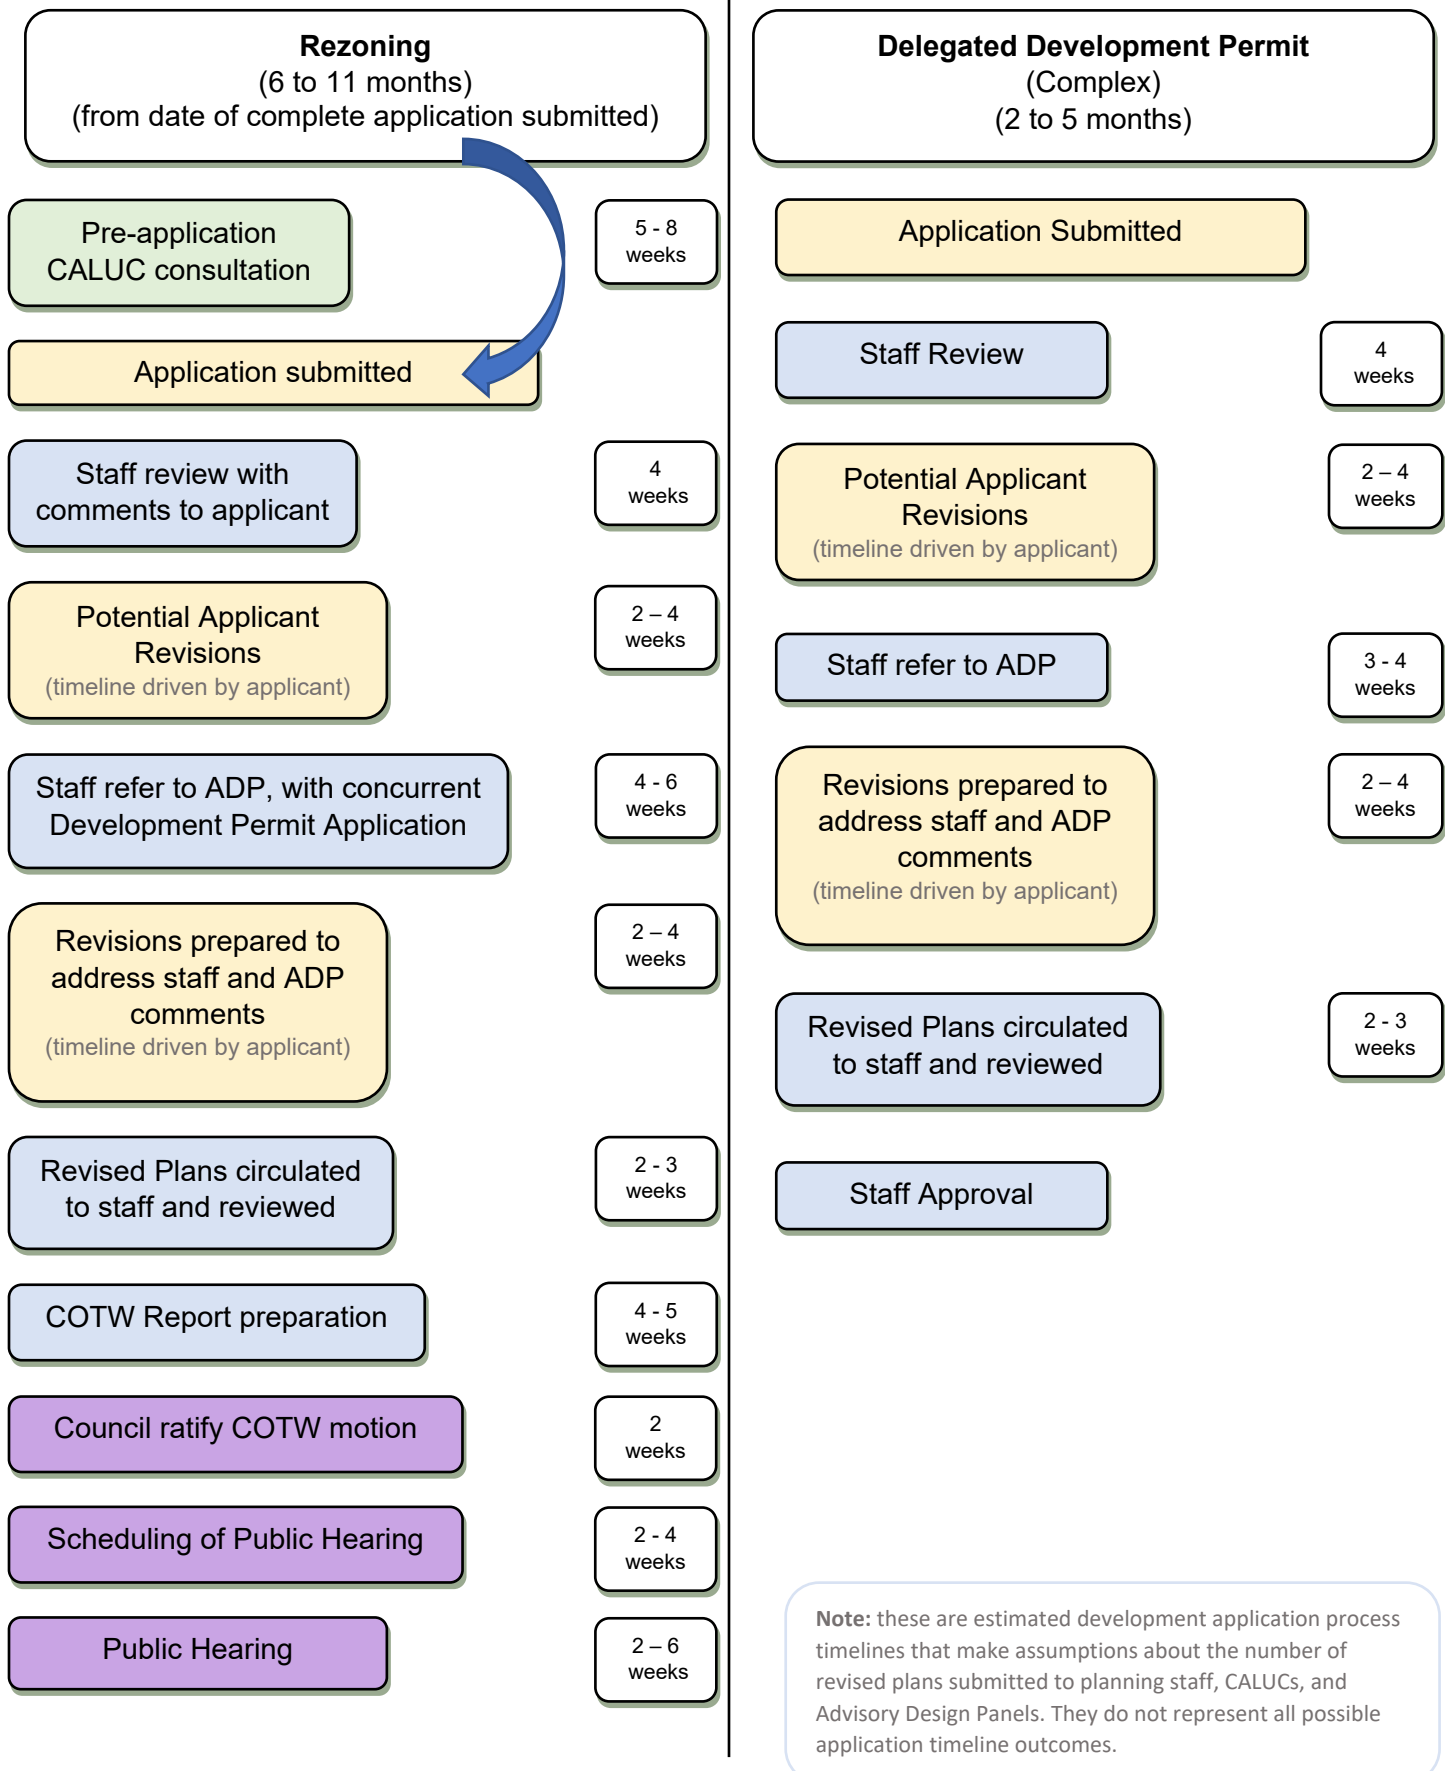 Rezoning
(6 to 11 months)
(from date of complete application submitted)
Pre-application
CALUC consultation
5 - 8
weeks
Application submitted
Staff review with
comments to applicant
4
weeks
Potential Applicant
Revisions
(timeline driven by applicant)
2 – 4
weeks
Staff refer to ADP, with concurrent
Development Permit Application
4 - 6
weeks
Revisions prepared to
address staff and ADP
comments
(timeline driven by applicant)
2 – 4
weeks
Revised Plans circulated
to staff and reviewed
2 - 3
weeks
COTW Report preparation
4 - 5
weeks
Council ratify COTW motion
2
weeks
Scheduling of Public Hearing
2 - 4
weeks
Public Hearing
2 – 6
weeks
Delegated Development Permit
(Complex)
(2 to 5 months)
Application Submitted
Staff Review
4
weeks
Potential Applicant
Revisions
(timeline driven by applicant)
2 – 4
weeks
Staff refer to ADP
3 - 4
weeks
Revisions prepared to
address staff and ADP
comments
(timeline driven by applicant)
2 – 4
weeks
Revised Plans circulated
to staff and reviewed
2 - 3
weeks
Staff Approval
Note: these are estimated development application process
timelines that make assumptions about the number of
revised plans submitted to planning staff, CALUCs, and
Advisory Design Panels. They do not represent all possible
application timeline outcomes.